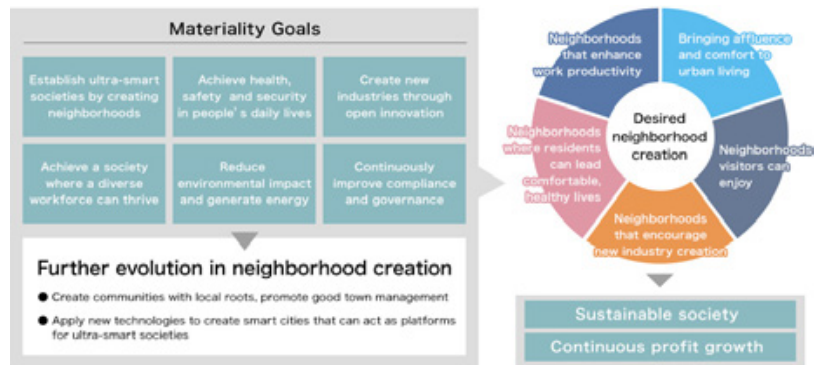 Materiality Goals
Establish ultra-smart
societies by creating
neighborhoods
Achieve health,
safety and security
in people's daily lives
Create new
industries through
open innovation
Achieve a society
where a diverse
workforce can thrive
Reduce
environmental impact
and generate energy
Continuously
improve compliance
and governance
Further evolution in neighborhood creation
● Create communities with local roots, promote good town management
● Apply new technologies to create smart cities that can act as platforms
for ultra-smart societies
Neighborhoods
that enhance
work productivity
Bringing affluence
and comfort to
urban living
Neighborhoods
where residents
can lead
comfortable,
healthy lives
Desired
neighborhood
creation
Neighborhoods
visitors can
enjoy
Neighborhoods
that encourage
new industry creation
Sustainable society
Continuous profit growth